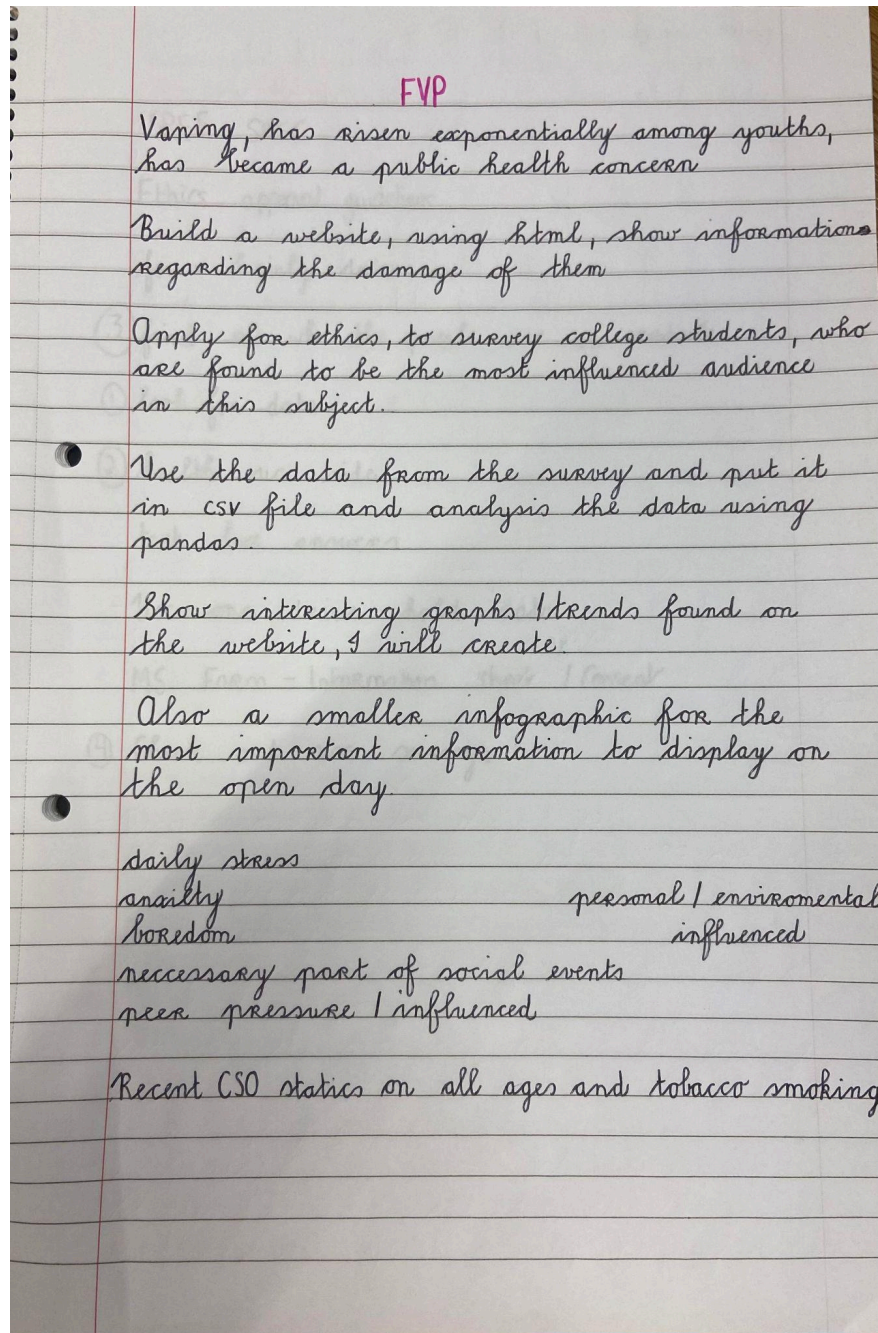 FYP
Vaping, has risen exponentially among youths,
has became a public health concern
Build a website, using html, show information
regarding the damage of them
Apply for ethics, to survey college students, who
are found to be the most influenced audience
in this subject.
Use the data from the survey and put it
in csv file and analysis the data using
pandas.
Show interesting graphs / trends found on
the website, I will create.
Also a smaller infographic for the
most important information to display on
the open day.
daily stress
anxilty
boredom
neccessary part of social events
peer pressure / influenced
personal / enviromental
influenced
Recent CSO statics on all ages and tobacco smoking